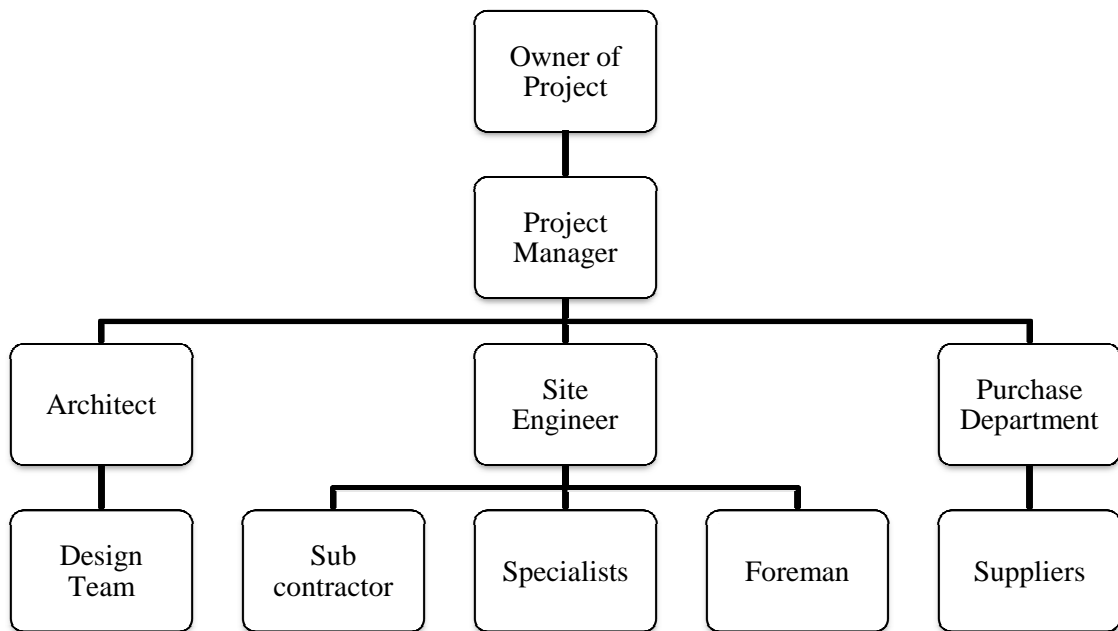 Owner of
Project
Project
Manager
Architect
Site
Engineer
Purchase
Department
Design
Team
Sub
contractor
Specialists
Foreman
Suppliers